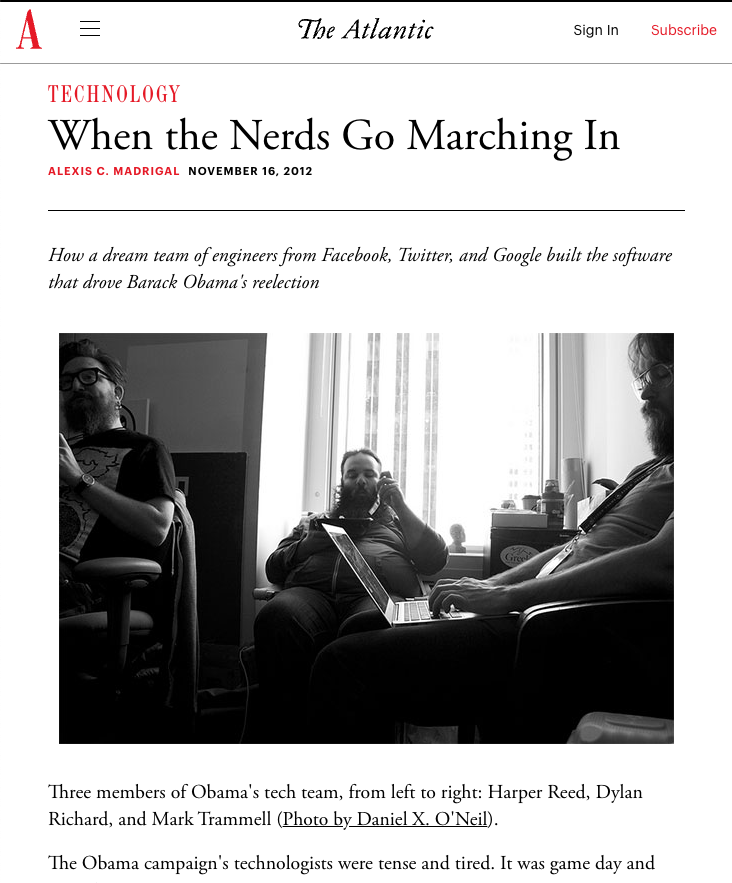 A
The Atlantic
Sign In
Subscribe
TECHNOLOGY
When the Nerds Go Marching In
ALEXIS C. MADRIGAL NOVEMBER 16, 2012
How a dream team of engineers from Facebook, Twitter, and Google built the software
that drove Barack Obama's reelection
Three members of Obama's tech team, from left to right: Harper Reed, Dylan
Richard, and Mark Trammell (Photo by Daniel X. O'Neil).
The Obama campaign's technologists were tense and tired. It was game day and